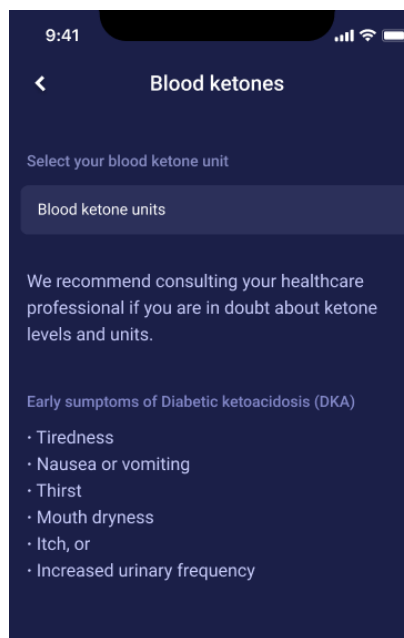 9:41
Blood ketones
Select your blood ketone unit
Blood ketone units
We recommend consulting your healthcare
professional if you are in doubt about ketone
levels and units.
Early sumptoms of Diabetic ketoacidosis (DKA)
· Tiredness
· Nausea or vomiting
· Thirst
· Mouth dryness
· Itch, or
· Increased urinary frequency